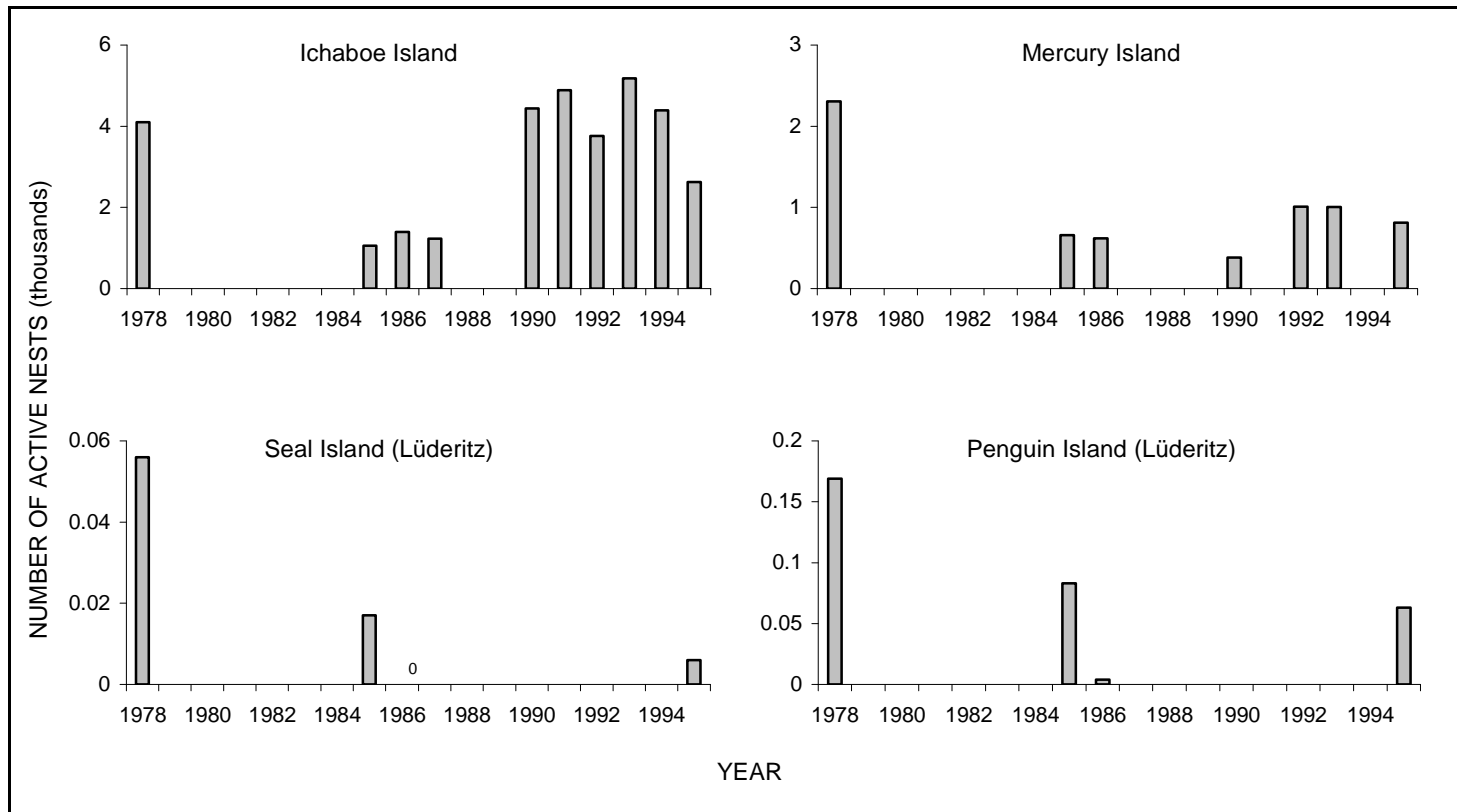 Ichaboe Island
6
4
2
0
1978 1980 1982 1984 1986 1988 1990 1992 1994
Mercury Island
3
2
1
0
1978 1980 1982 1984 1986 1988 1990 1992 1994
NUMBER OF ACTIVE NESTS (thousands)
Seal Island (Lüderitz)
0.06
0.04
0.02
0
0
1978 1980 1982 1984 1986 1988 1990 1992 1994
Penguin Island (Lüderitz)
0.2
0.15
0.1
0.05
0
1978 1980 1982 1984 1986 1988 1990 1992 1994
YEAR